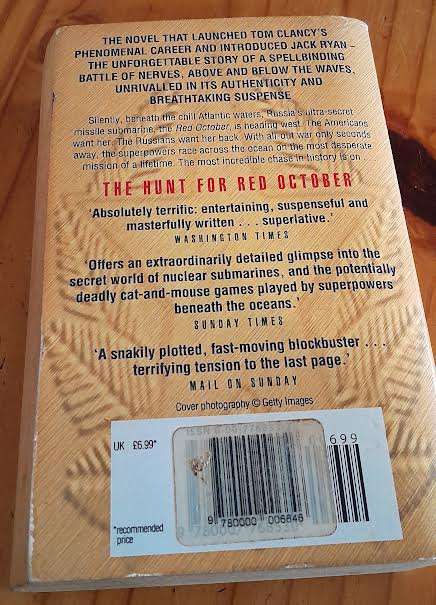 THE NOVEL THAT LAUNCHED TOM CLANCY'S
PHENOMENAL CAREER AND INTRODUCED JACK RYAN –
THE UNFORGETTABLE STORY OF A SPELLBINDING
BATTLE OF NERVES, ABOVE AND BELOW THE WAVES,
UNRIVALLED IN ITS AUTHENTICITY AND
BREATHTAKING SUSPENSE
Silently, beneath the chill Atlantic waters, Russia's ultra-secret
missile submarine, the Red October, is heading west. The Americans
want her. The Russians want her back. With all-out war only seconds
away, the superpowers race across the ocean on the most desperate
mission of a lifetime. The most incredible chase in history is on
THE HUNT FOR RED OCTOBER
'Absolutely terrific: entertaining, suspenseful and
masterfully written . . . superlative.'
WASHINGTON TIMES
'Offers an extraordinarily detailed glimpse into the
secret world of nuclear submarines, and the potentially
deadly cat-and-mouse games played by superpowers
beneath the oceans.'
SUNDAY TIMES
'A snakily plotted, fast-moving blockbuster . . .
terrifying tension to the last page.'
MAIL ON SUNDAY
Cover photography © Getty Images
UK £6.99*
699
9 780000 006646
*recommended
price